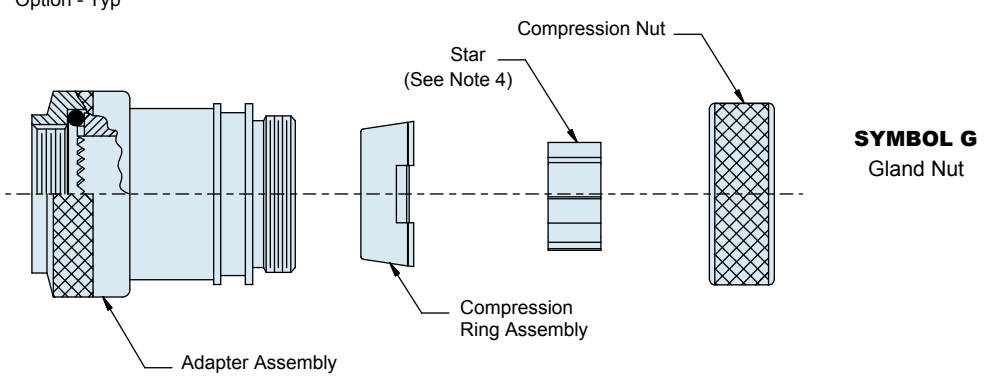 Option - Typ
Compression Nut
Star
(See Note 4)
SYMBOL G
Gland Nut
Compression
Ring Assembly
Adapter Assembly